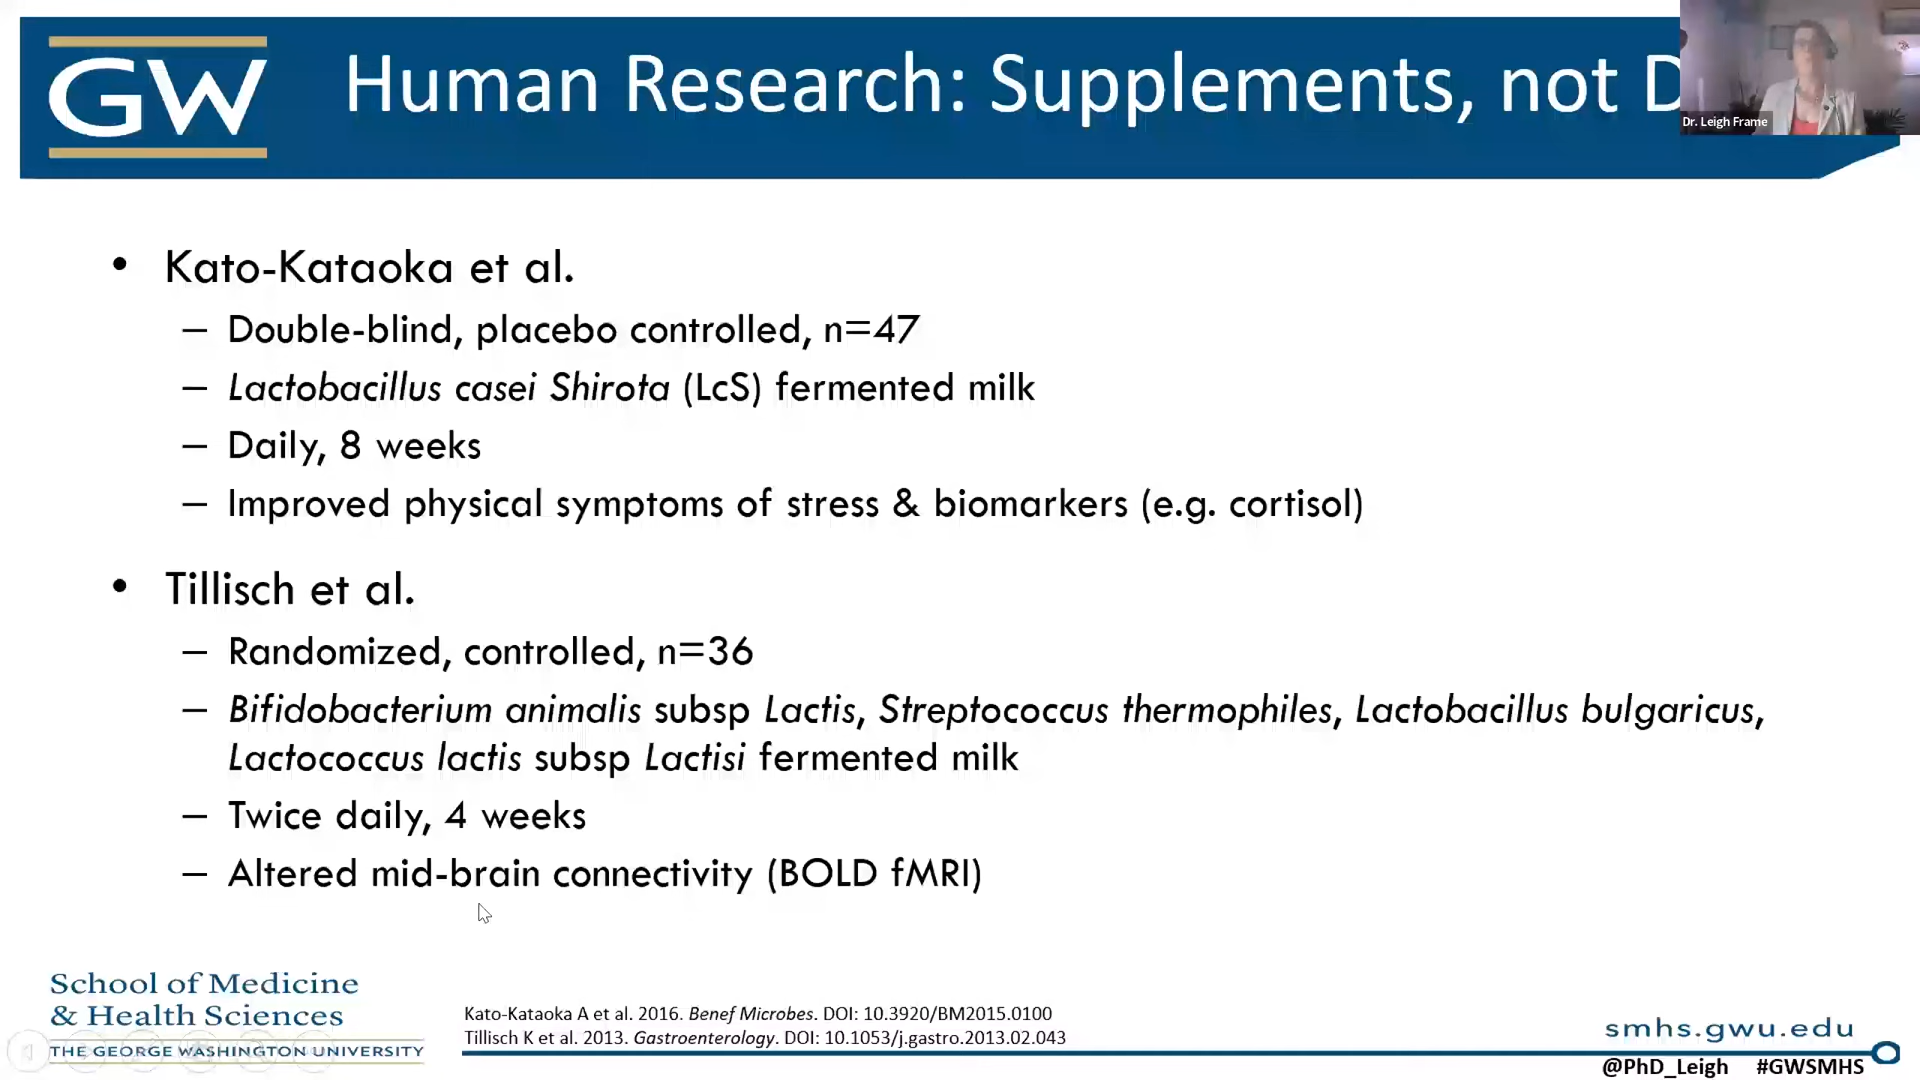 GW
Human Research: Supplements, not D
Dr. Leigh Frame
• Kato-Kataoka et al.
– Double-blind, placebo controlled, n=47
– Lactobacillus casei Shirota (LcS) fermented milk
– Daily, 8 weeks
– Improved physical symptoms of stress & biomarkers (e.g. cortisol)
• Tillisch et al.
– Randomized, controlled, n=36
– Bifidobacterium animalis subsp Lactis, Streptococcus thermophiles, Lactobacillus bulgaricus,
Lactococcus lactis subsp Lactisi fermented milk
– Twice daily, 4 weeks
– Altered mid-brain connectivity (BOLD fMRI)
School of Medicine
& Health Sciences
THE GEORGE WASHINGTON UNIVERSITY
Kato-Kataoka A et al. 2016. Benef Microbes. DOI: 10.3920/BM2015.0100
Tillisch K et al. 2013. Gastroenterology. DOI: 10.1053/j.gastro.2013.02.043
smhs.gwu.edu
@PhD_Leigh #GWSMHS